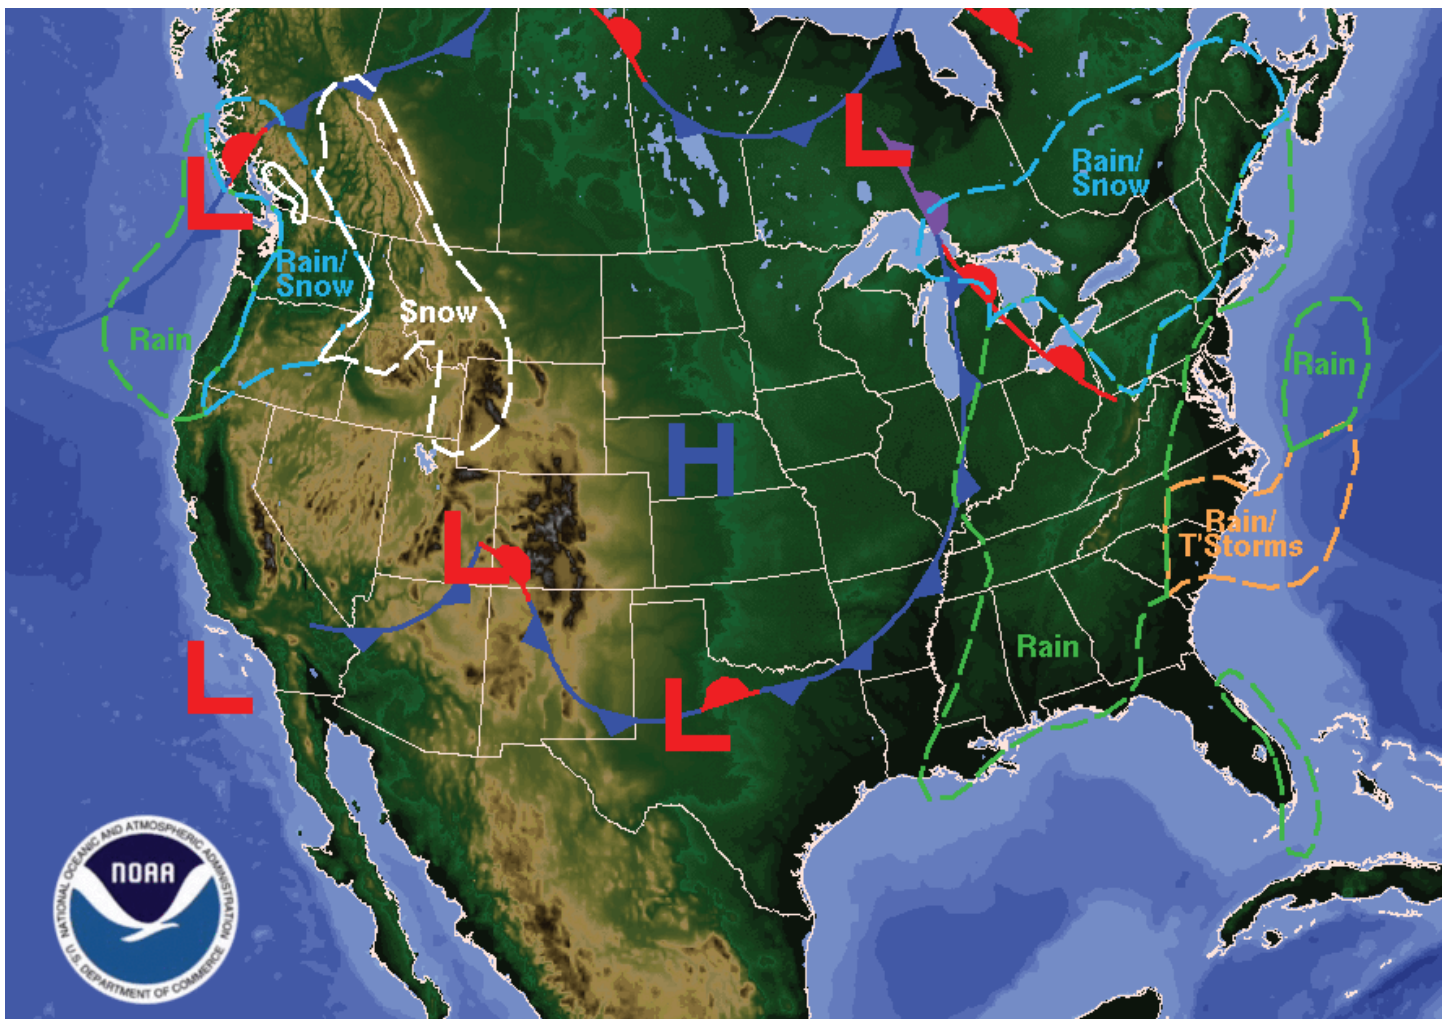 L
Rain/
Snow
L
Rain/
Snow
Snow
Rain
Rain
H
Rain/
T'Storms
L
Rain
L
L
NATIONAL OCEANIC AND ATMOSPHERIC ADMINISTRATION
NOAA
U.S. DEPARTMENT OF COMMERCE